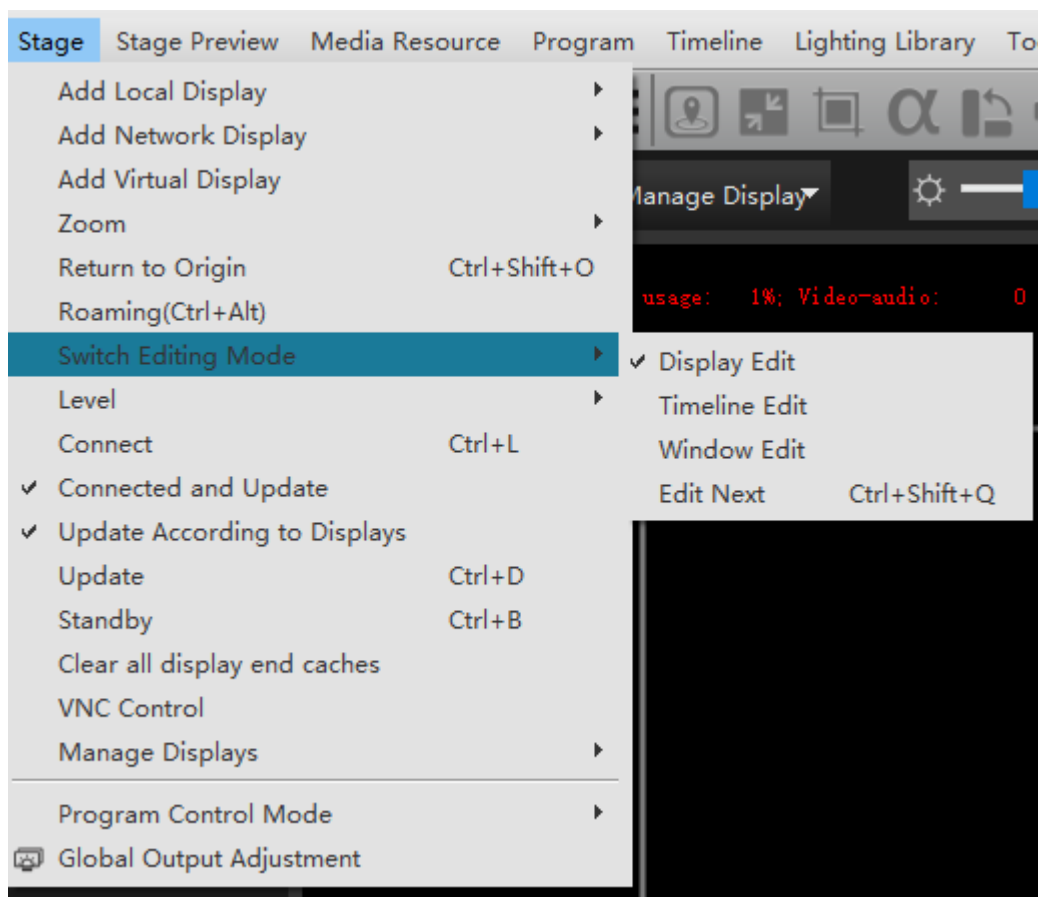 Stage Stage Preview Media Resource Program Timeline Lighting Library
Add Local Display
Add Network Display
Add Virtual Display
Manage Display
Zoom
Return to Origin Ctrl+Shift+O
usage: 1%; Video-audio: 0
Roaming(Ctrl+Alt)
Switch Editing Mode
Display Edit
Level
Timeline Edit
Connect Ctrl+L
Window Edit
Connected and Update
Edit Next Ctrl+Shift+Q
Update According to Displays
Update Ctrl+D
Standby Ctrl+B
Clear all display end caches
VNC Control
Manage Displays
Program Control Mode
Global Output Adjustment